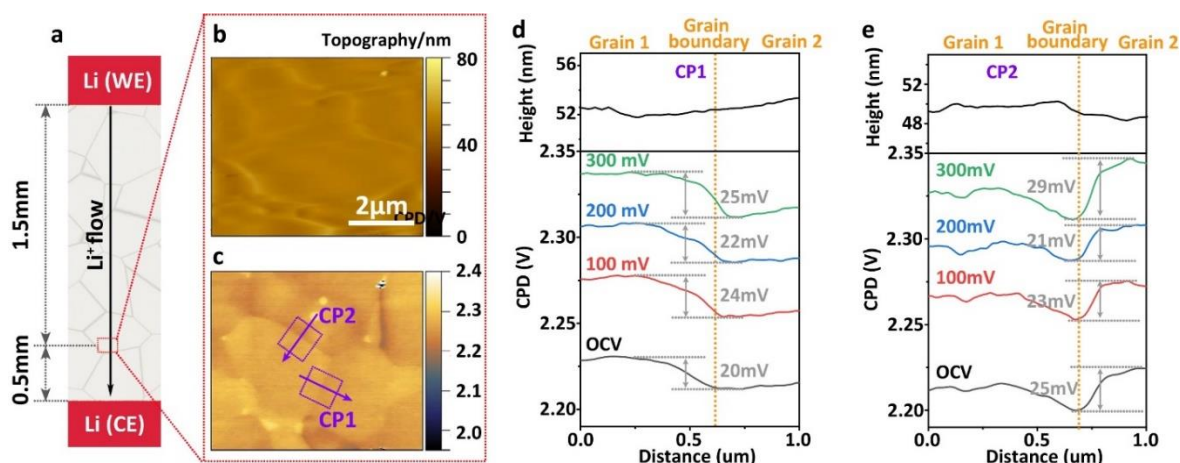 a
Li (WE)
1.5mm
Li⁺ flow
0.5mm
Li (CE)
b
Topography/nm
80
60
40
20
0
2μm
c
CP2
CP1
2.4
2.3
2.2
2.1
2.0
d
Grain 1
Grain
boundary
Grain 2
CP1
Height (nm)
56
52
2.35
2.30
2.25
2.20
CPD (V)
300 mV
25mV
200 mV
22mV
100 mV
24mV
OCV
20mV
0.0
0.5
1.0
Distance (um)
e
Grain 1
Grain
boundary
Grain 2
CP2
Height (nm)
52
48
2.35
2.30
2.25
2.20
CPD (V)
300mV
29mV
200mV
21mV
100mV
23mV
OCV
25mV
0.0
0.5
1.0
Distance (um)